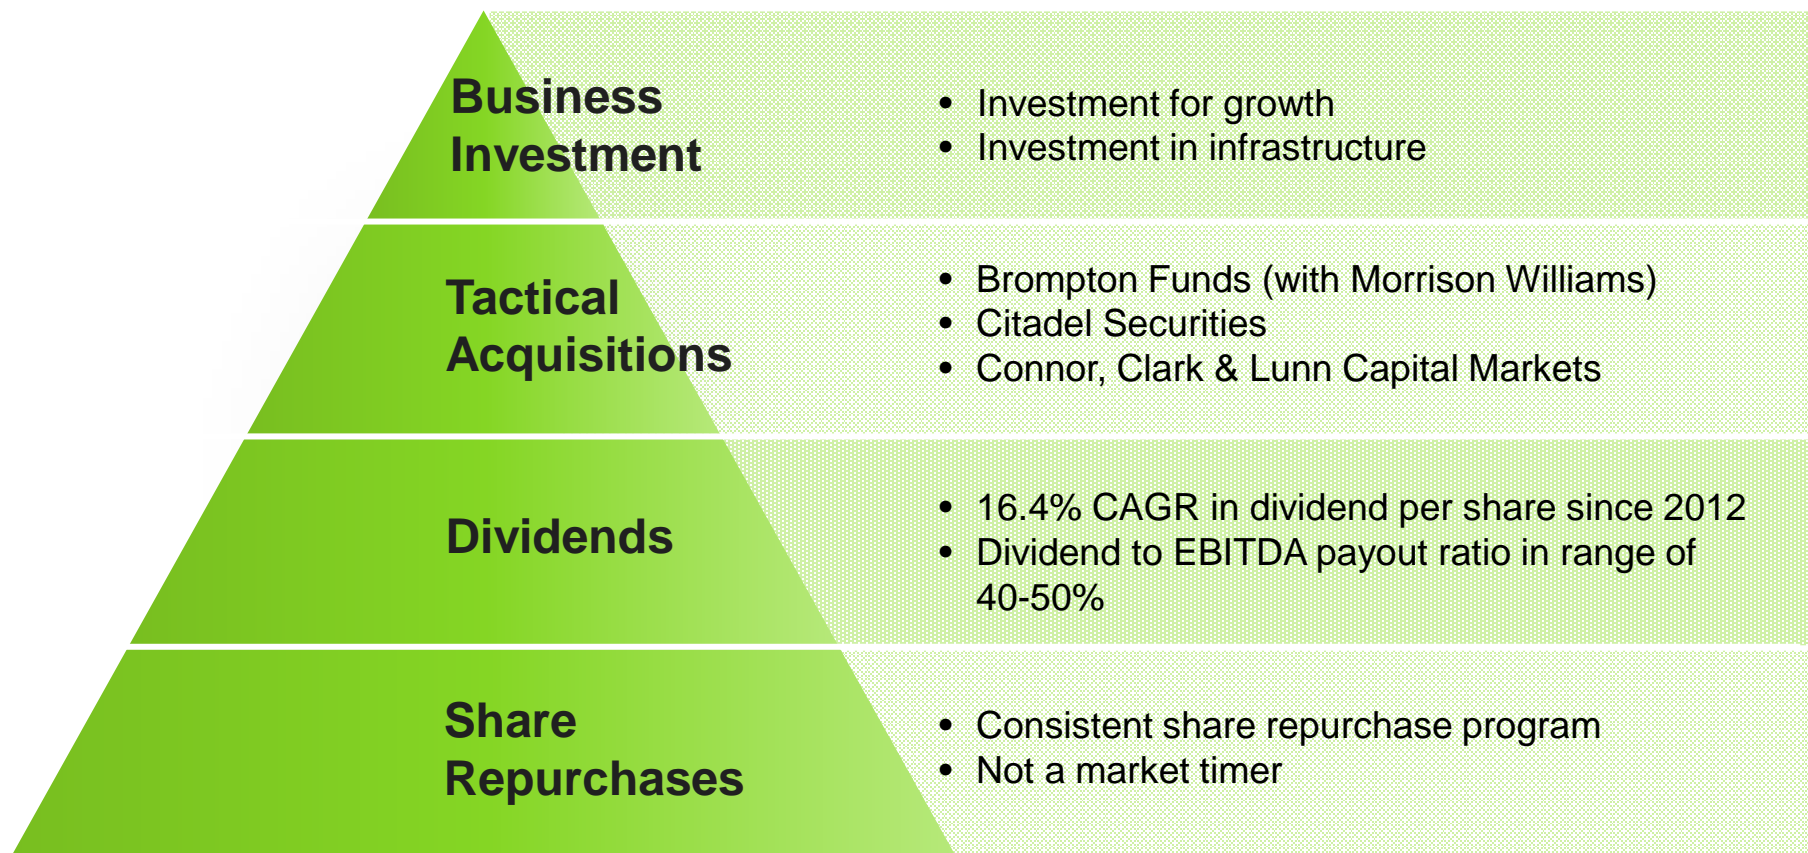 Business
Investment
• Investment for growth
• Investment in infrastructure
Tactical
Acquisitions
• Brompton Funds (with Morrison Williams)
• Citadel Securities
• Connor, Clark & Lunn Capital Markets
Dividends
• 16.4% CAGR in dividend per share since 2012
• Dividend to EBITDA payout ratio in range of
40-50%
Share
Repurchases
• Consistent share repurchase program
• Not a market timer